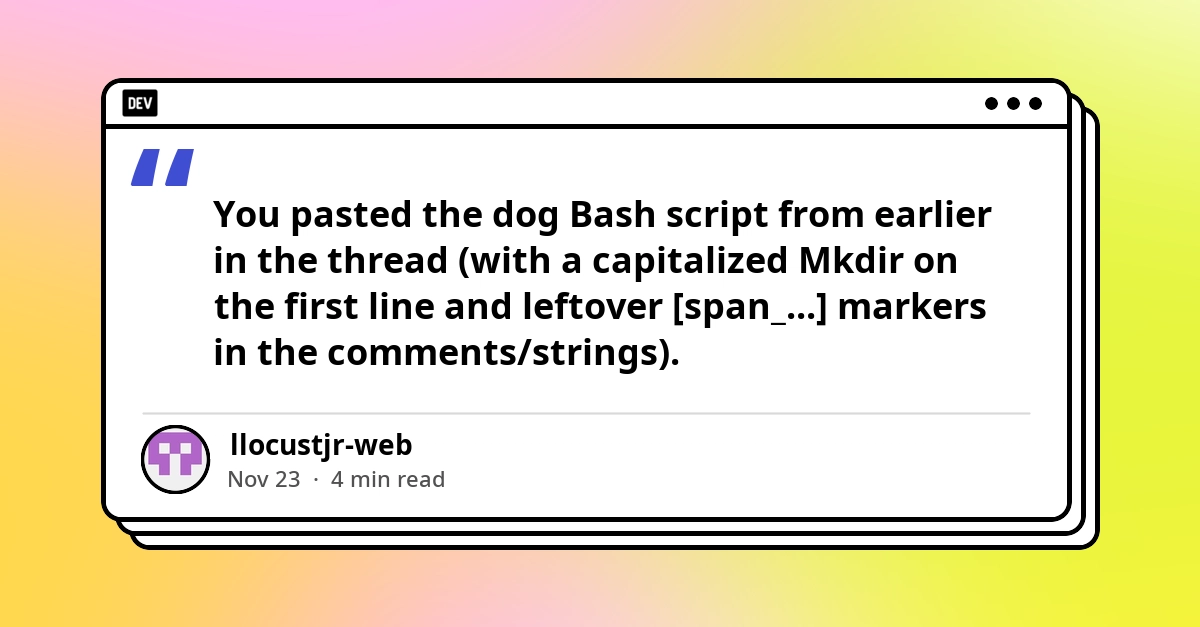 DEV
“
You pasted the dog Bash script from earlier
in the thread (with a capitalized Mkdir on
the first line and leftover [span_...] markers
in the comments/strings).
llocustjr-web
Nov 23 · 4 min read